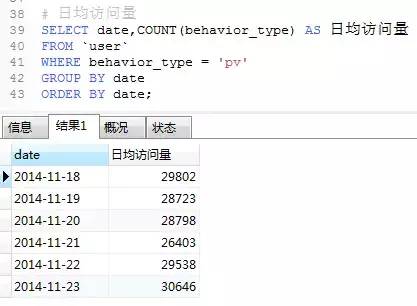 38 # 日均访问量
39 SELECT date,COUNT(behavior_type) AS 日均访问量
40 FROM `user`
41 WHERE behavior_type = 'pv'
42 GROUP BY date
43 ORDER BY date;
信息 结果1 概况 状态
date 日均访问量
2014-11-18 29802
2014-11-19 28723
2014-11-20 28798
2014-11-21 26403
2014-11-22 29538
2014-11-23 30646